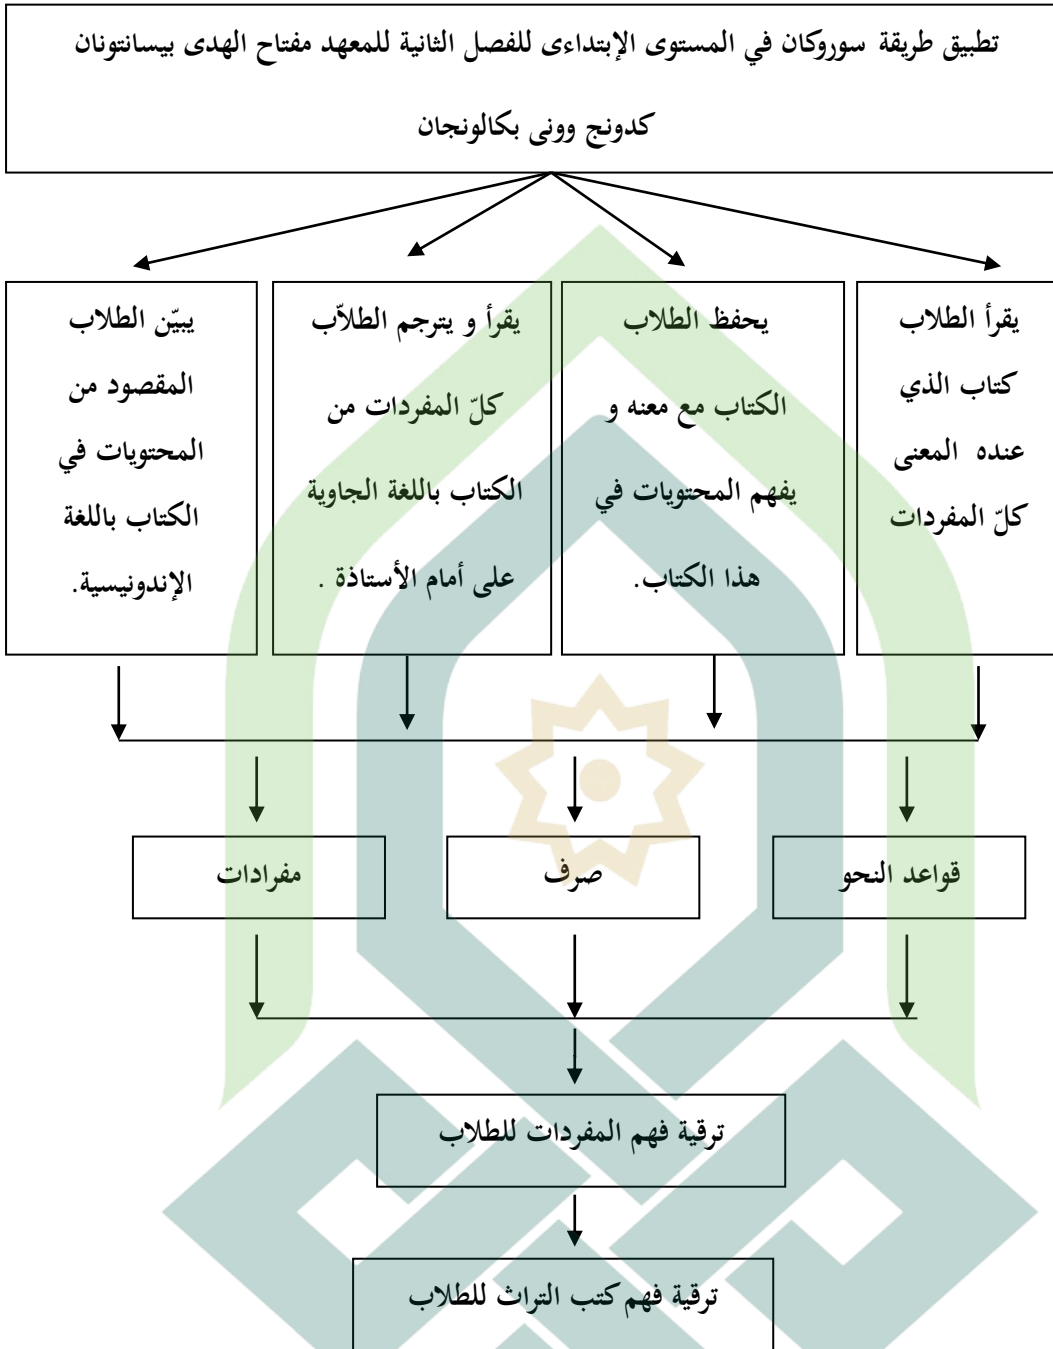 تطبيق طريقة سوروكان في المستوى الإبتداءى للفصل الثانية للمعهد مفتاح الهدى بيسانتونان
كدونج وونى بكالونجان
يقرأ الطلاب
كتاب الذي
عنده المعنى
كلّ المفردات
يحفظ الطلاب
الكتاب مع معنه و
يفهم المحتويات في
هذا الكتاب.
يقرأ و يترجم الطلاّب
كلّ المفردات من
الكتاب باللغة الجاوية
على أمام الأستاذة .
يبيّن الطلاب
المقصود من
المحتويات في
الكتاب باللغة
الإندونيسية.
قواعد النحو
صرف
مفرادات
ترقية فهم المفردات للطلاب
ترقية فهم كتب التراث للطلاب